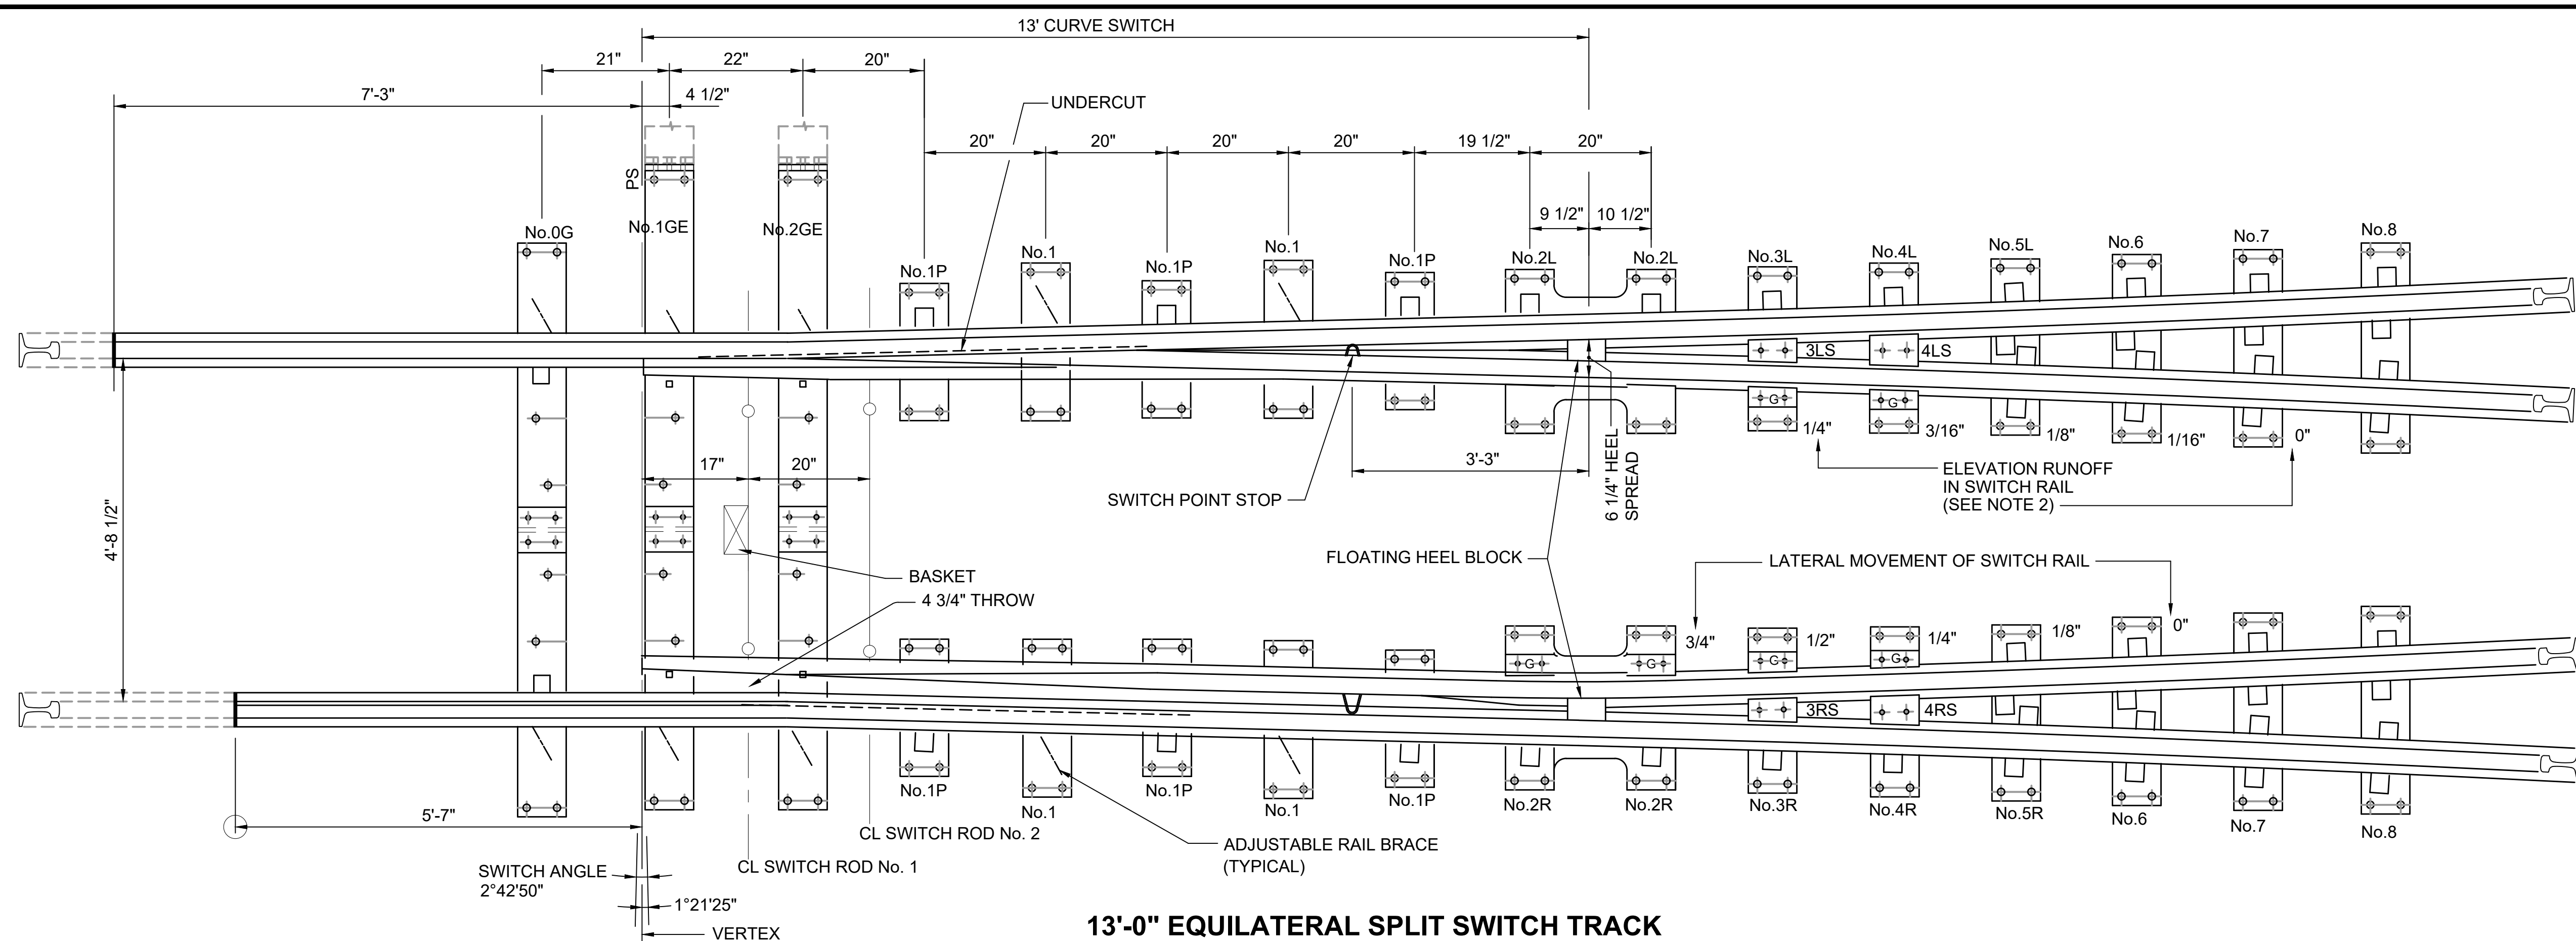 13' CURVE SWITCH
21"
22"
20"
7'-3"
4 1/2"
UNDERCUT
20"
20"
20"
20"
19 1/2"
20"
PS
9 1/2"
10 1/2"
No.0G
No.1GE
No.2GE
No.1P
No.1
No.1P
No.1
No.1P
No.2L
No.2L
No.3L
No.4L
No.5L
No.6
No.7
No.8
3LS
4LS
G
G
1/4"
3/16"
1/8"
1/16"
0"
17"
20"
3'-3"
6 1/4" HEEL
SPREAD
ELEVATION RUNOFF
IN SWITCH RAIL
(SEE NOTE 2)
SWITCH POINT STOP
4'-8 1/2"
FLOATING HEEL BLOCK
LATERAL MOVEMENT OF SWITCH RAIL
BASKET
4 3/4" THROW
3/4"
1/2"
1/4"
1/8"
0"
G
G
G
G
3RS
4RS
No.1P
No.1
No.1P
No.1
No.1P
No.2R
No.2R
No.3R
No.4R
No.5R
No.6
No.7
No.8
5'-7"
CL SWITCH ROD No. 2
CL SWITCH ROD No. 1
ADJUSTABLE RAIL BRACE
(TYPICAL)
SWITCH ANGLE
2°42'50"
1°21'25"
VERTEX
13'-0" EQUILATERAL SPLIT SWITCH TRACK